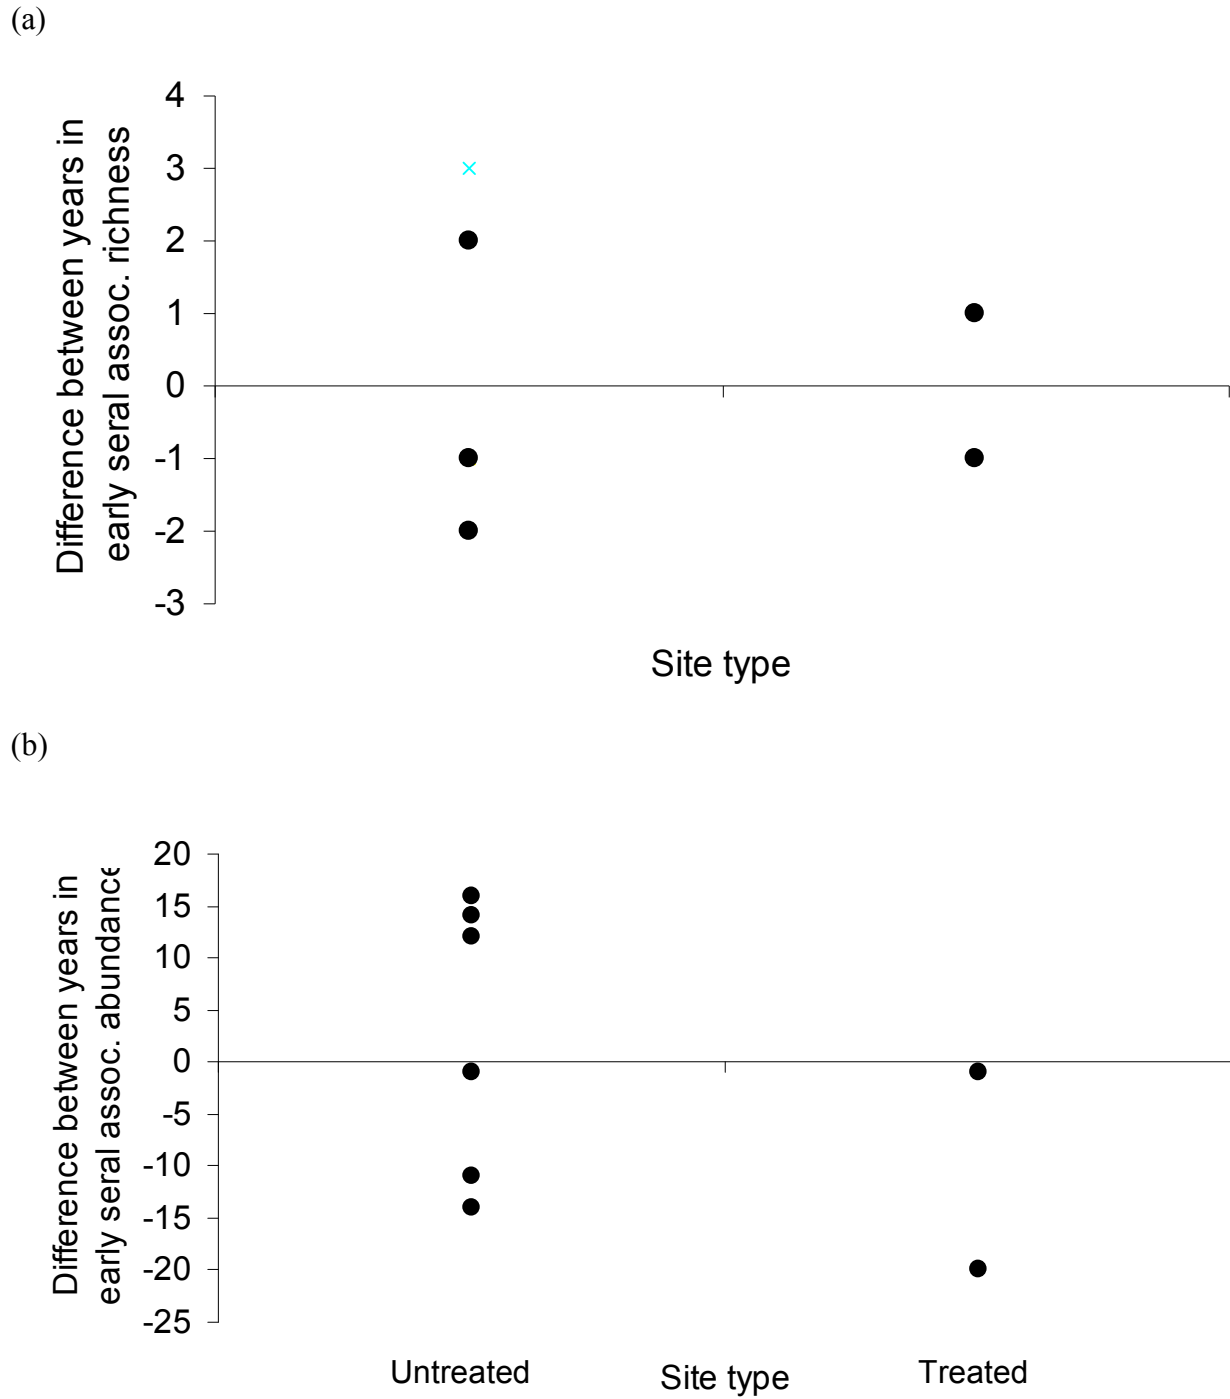 (a)
Difference between years in
early seral assoc. richness
4
3
2
1
0
-1
-2
-3
Site type
(b)
Difference between years in
early seral assoc. abundance
20
15
10
5
0
-5
-10
-15
-20
-25
Untreated Site type Treated